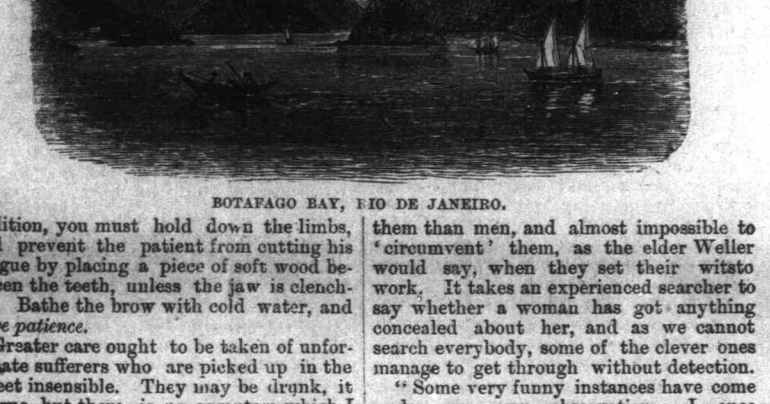 BOTAFAGO BAY, RIO DE JANEIRO.
dition, you must hold down the limbs,
prevent the patient from cutting his
gue by placing a piece of soft wood be-
een the teeth, unless the jaw is clench-
Bathe the brow with cold water, and
patience.
Greater care ought to be taken of unfor-
ate sufferers who are picked up in the
eet insensible. They may be drunk, it
them than men, and almost impossible to
‘circumvent’ them, as the elder Weller
would say, when they set their witsto
work. It takes an experienced searcher to
say whether a woman has got anything
concealed about her, and as we cannot
search everybody, some of the clever ones
manage to get through without detection.
“Some very funny instances have come